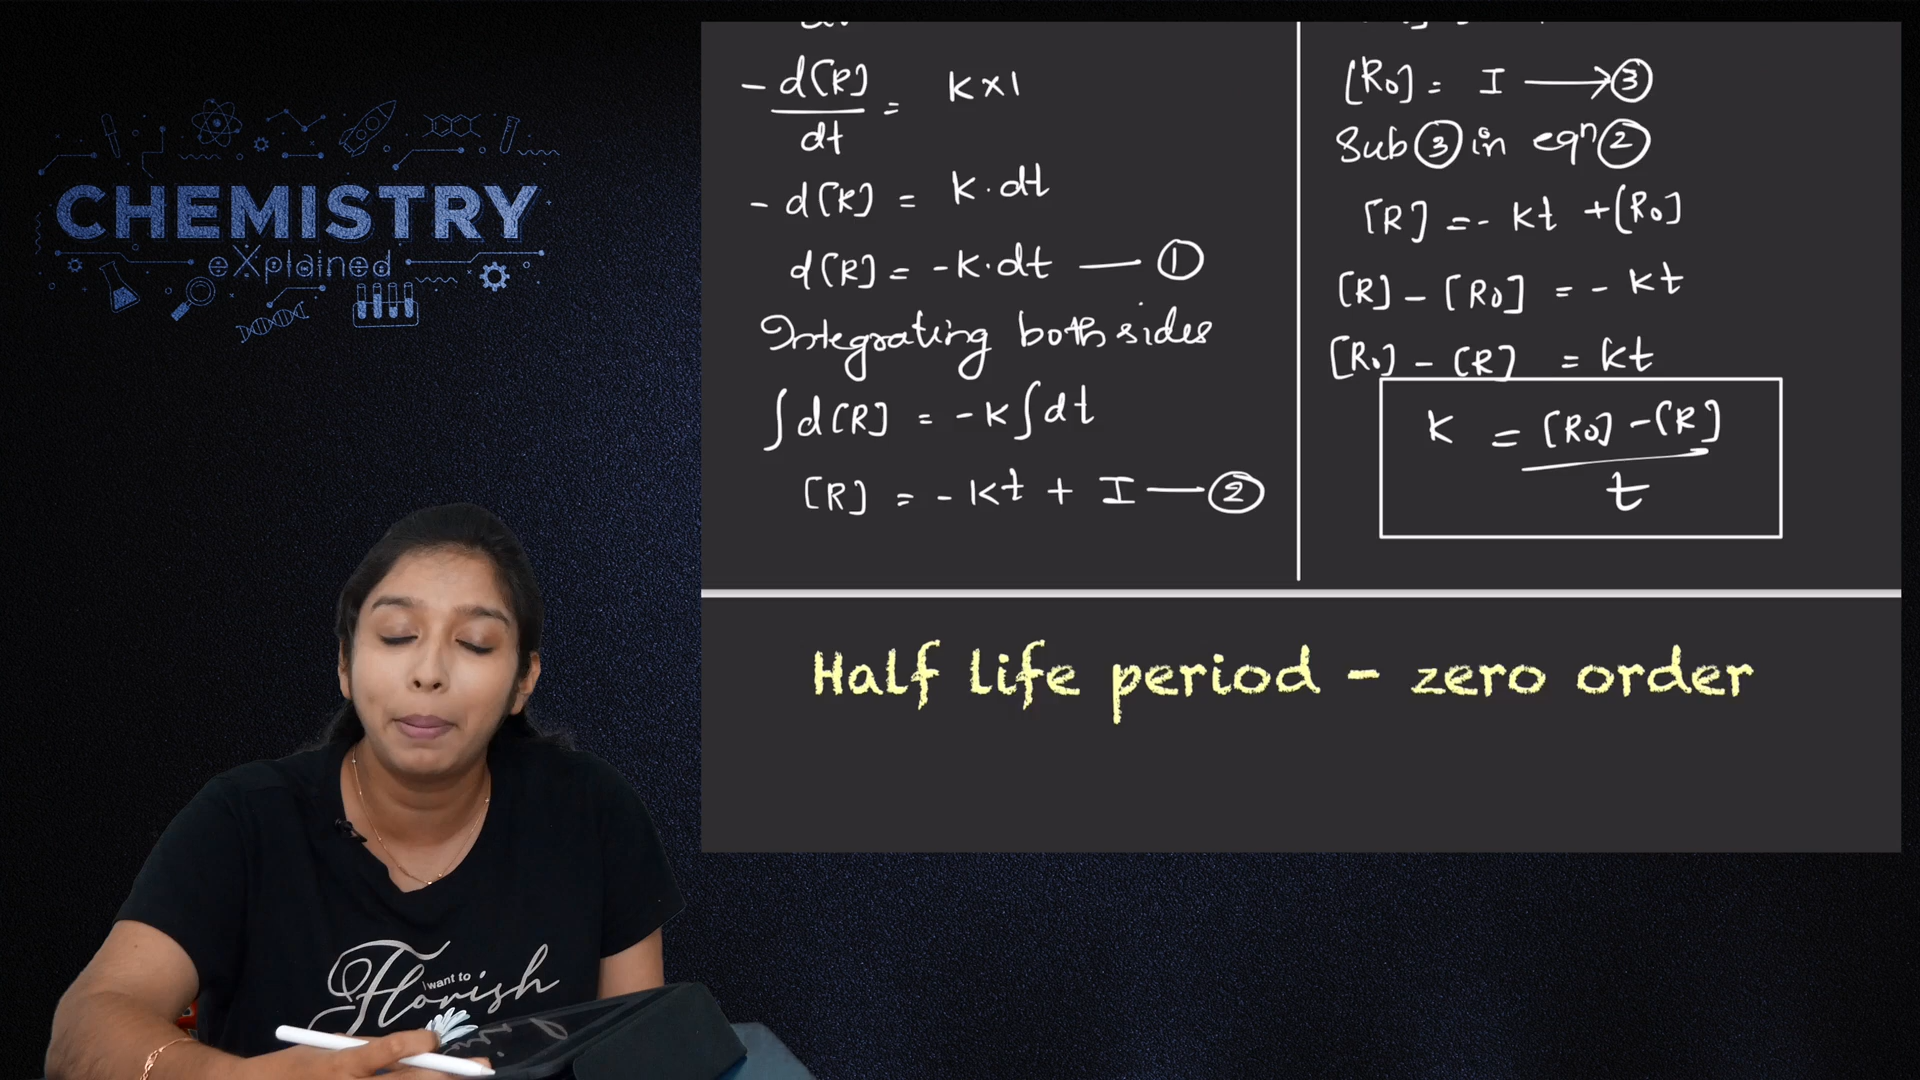 CHEMISTRY
eXplained
- d[R] / dt = K × 1
- d[R] = K · dt
d[R] = - K · dt — ①
Integrating both sides
∫ d[R] = - K ∫ dt
[R] = - Kt + I — ②
[R₀] = I → ③
Sub ③ in eqⁿ ②
[R] = - Kt + [R₀]
[R] - [R₀] = - Kt
[R₀] - [R] = Kt
K = [R₀] - [R] / t
Half life period - zero order
I want to
Florish